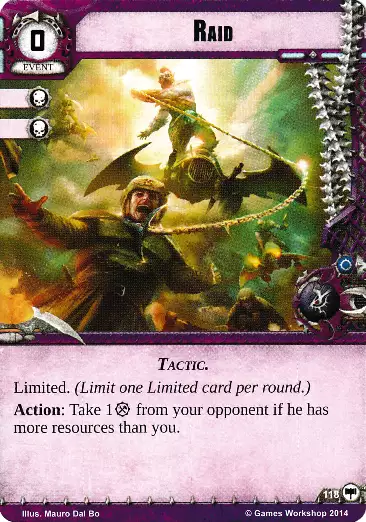 0
RAID
EVENT
TACTIC.
Limited. (Limit one Limited card per round.)
Action: Take 1 from your opponent if he has
more resources than you.
118
Illus. Mauro Dal Bo
© Games Workshop 2014